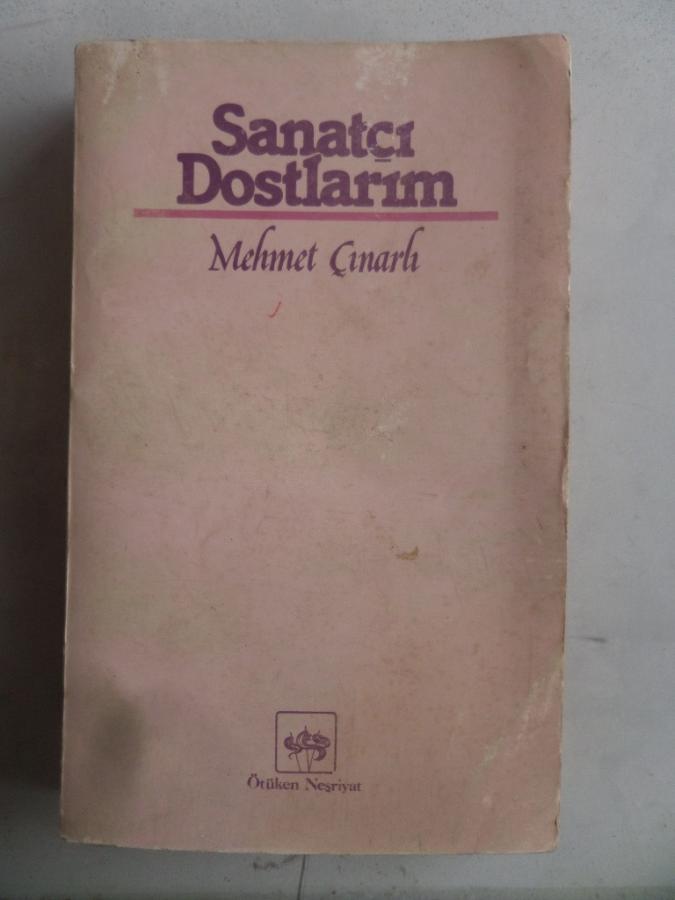 Sanatçı
Dostlarım
Mehmet Çınarlı
Ötüken Neşriyat